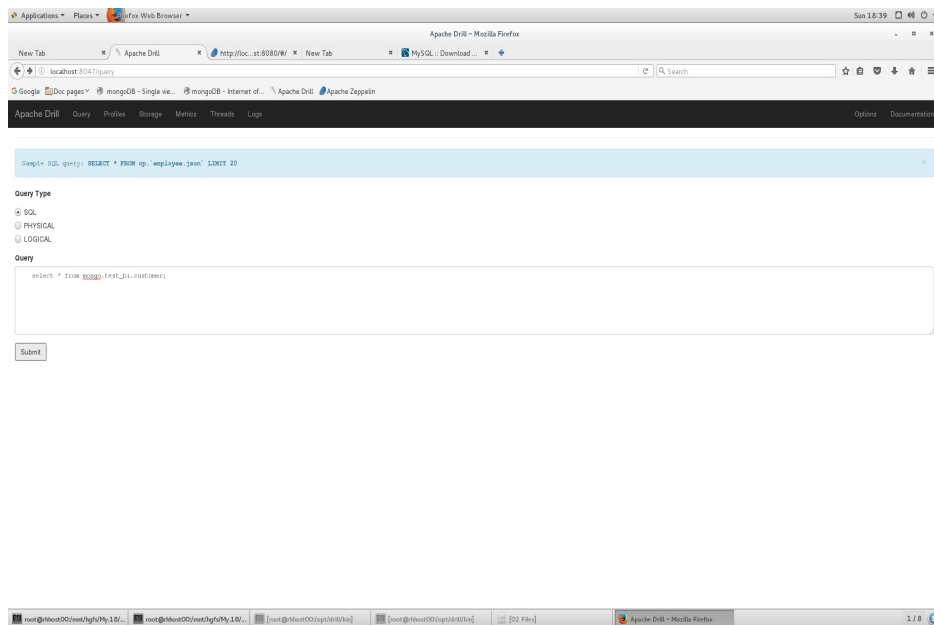 Applications Places Firefox Web Browser Sun 18:39
Apache Drill - Mozilla Firefox
New Tab Apache Drill http://loc...st:8080/#/ New Tab MySQL :: Download ...
localhost:8047/query Search
Google Doc pages mongoDB - Single vie... mongoDB - Internet of... Apache Drill Apache Zeppelin
Apache Drill Query Profiles Storage Metrics Threads Logs Options Documentation
Sample SQL query: SELECT * FROM cp.`employee.json` LIMIT 20 ×
Query Type
SQL
PHYSICAL
LOGICAL
Query
select * from mongo.test_bi.customer;
Submit
root@rhhost00:/mnt/hgfs/My.18/... root@rhhost00:/mnt/hgfs/My.18/... [root@rhhost00:/opt/drill/bin] [root@rhhost00:/opt/drill/bin] [02 Files] Apache Drill - Mozilla Firefox 1 / 8